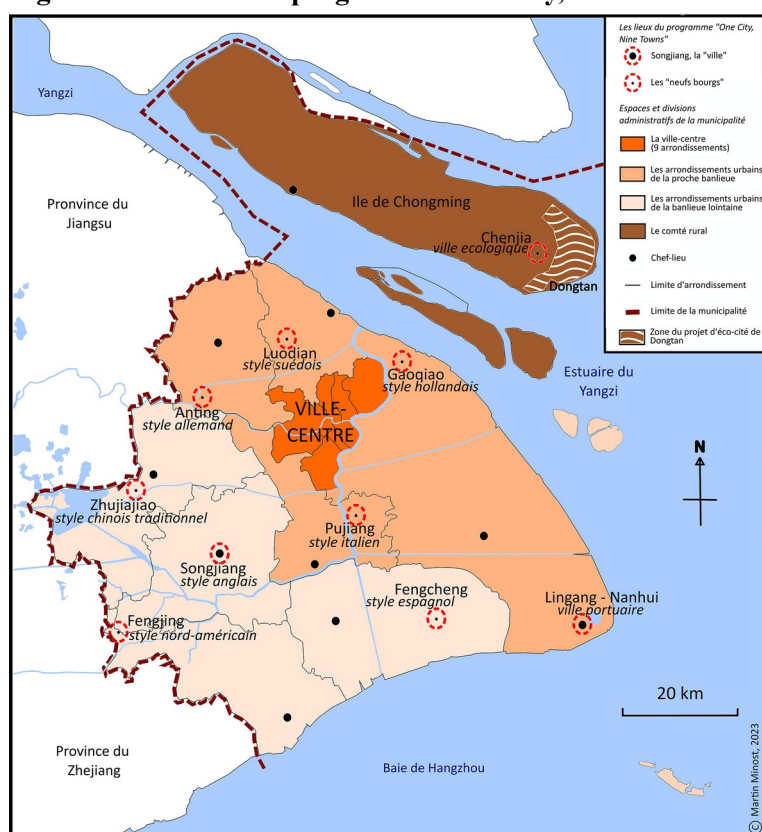 Les lieux du programme "One City,
Nine Towns"
Songjiang, la "ville"
Les "neufs bourgs"
Espaces et divisions
administratifs de la municipalité
La ville-centre
(9 arrondissements)
Les arrondissements urbains
de la proche banlieue
Les arrondissements urbains
de la banlieue lointaine
Le comté rural
Chef-lieu
Limite d'arrondissement
Limite de la municipalité
Zone du projet d'éco-cité de
Dongtan
Yangzi
Pronvince du
Jiangsu
Ile de Chongming
Chenjia
ville ecologique
Dongtan
Luodian
style suédois
Gaoqiao
style hollandais
Estuaire du
Yangzi
Anting
style allemand
VILLE-
CENTRE
N
Zhujiajiao
style chinois traditionnel
Pujiang
style italien
Songjiang
style anglais
Fengcheng
style espagnol
Lingang - Nanhui
ville portuaire
Fengjing
style nord-américain
20 km
Province du
Zhejiang
Baie de Hangzhou
© Martin Minost, 2023